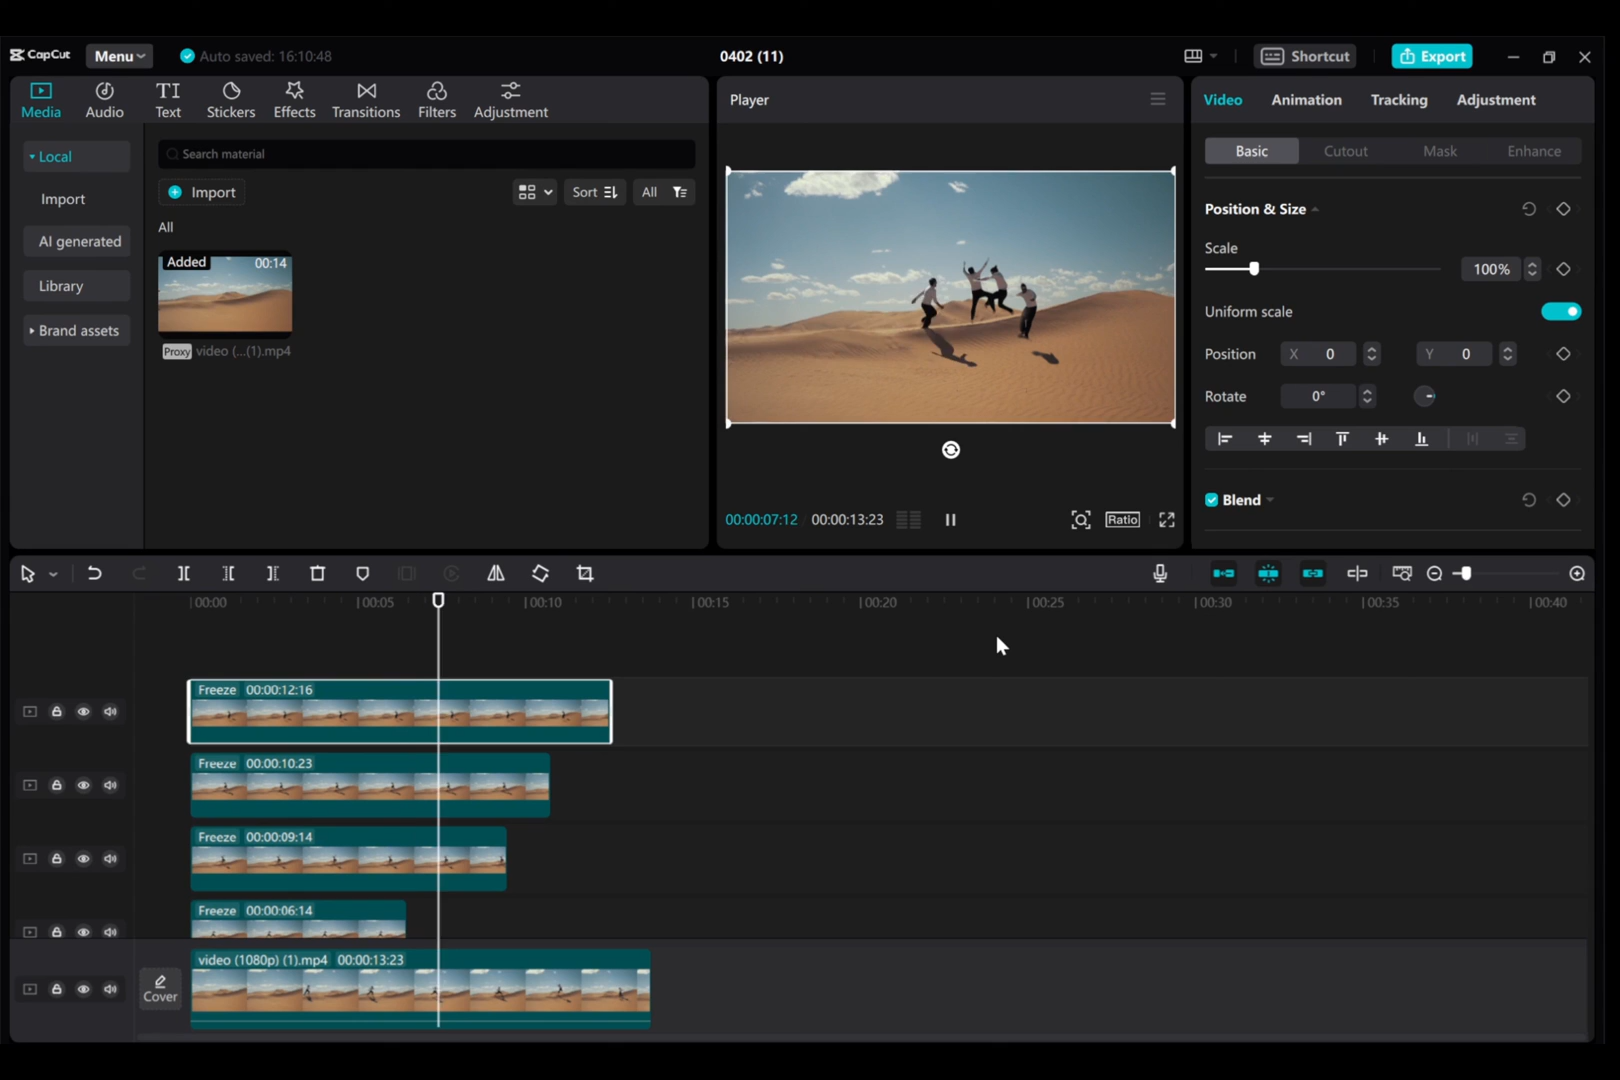 CapCut
Menu
Auto saved: 16:10:48
0402 (11)
Shortcut
Export
Media
Audio
TI
Text
Stickers
Effects
Transitions
Filters
Adjustment
Local
Import
AI generated
Library
Brand assets
Search material
Import
Sort
All
All
Added
00:14
Proxy
video (...(1).mp4
Player
00:00:07:12
00:00:13:23
Ratio
Video
Animation
Tracking
Adjustment
Basic
Cutout
Mask
Enhance
Position & Size
Scale
100%
Uniform scale
Position
X 0
Y 0
Rotate
0°
Blend
00:00
00:05
00:10
00:15
00:20
00:25
00:30
00:35
00:40
Freeze 00:00:12:16
Freeze 00:00:10:23
Freeze 00:00:09:14
Freeze 00:00:06:14
video (1080p) (1).mp4 00:00:13:23
Cover